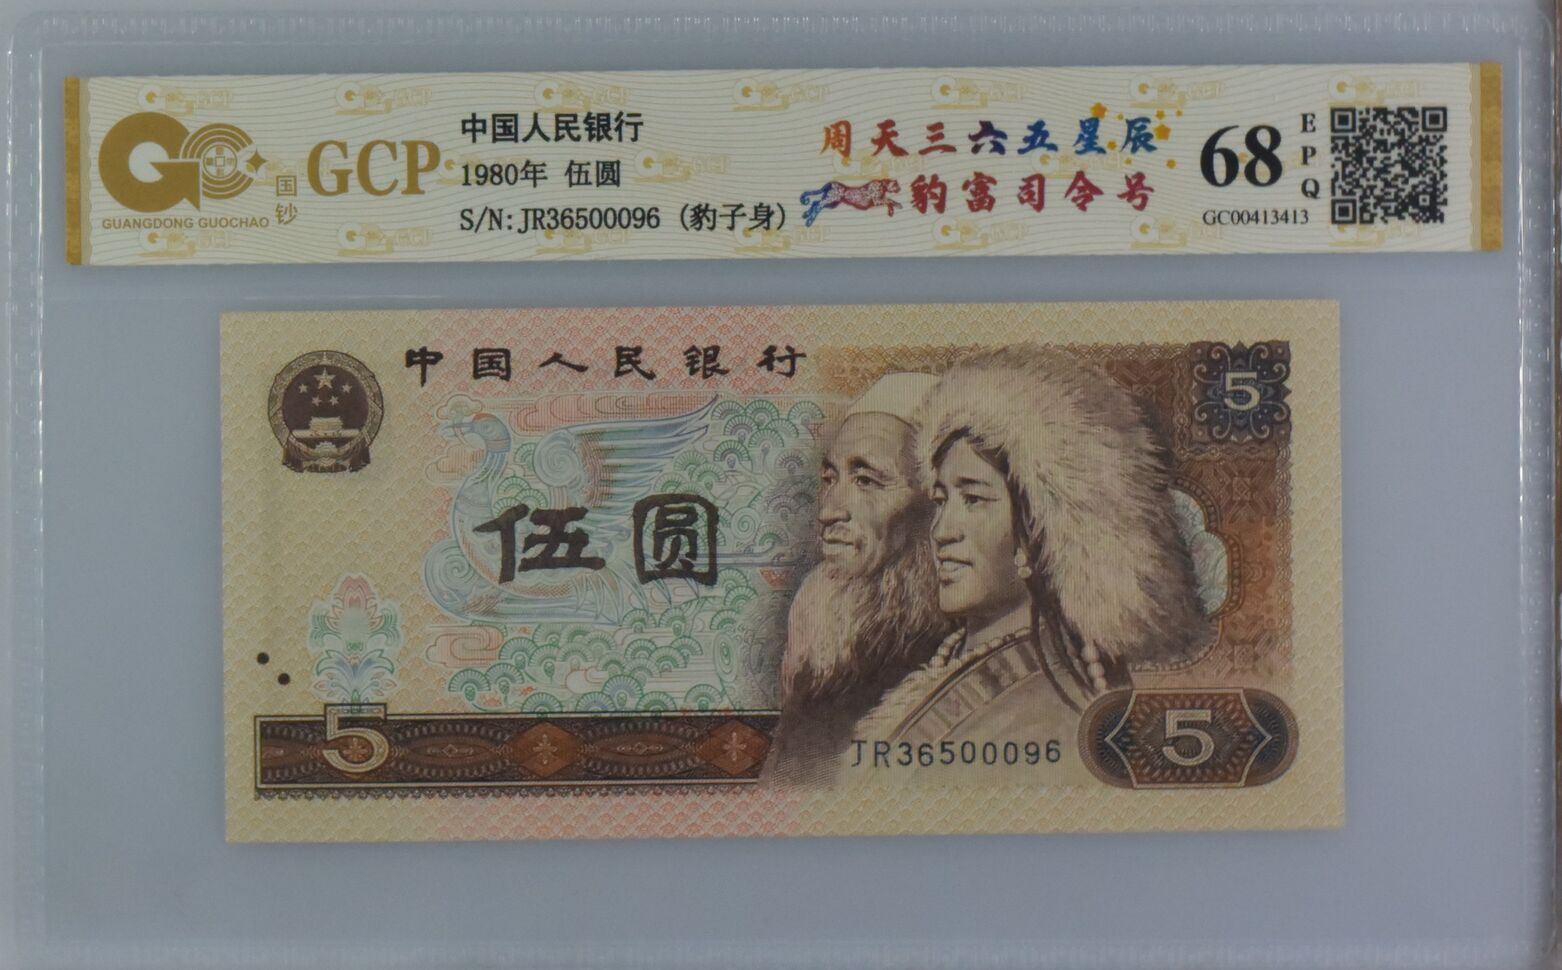 GUANGDONG GUOCHAO
国钞
GCP
中国人民银行
1980年 伍圆
S/N:JR36500096 (豹子身)
周天三六五星辰
豹富司令号
68
EPQ
GC00413413
中国人民银行
5
伍圆
5
JR36500096
5